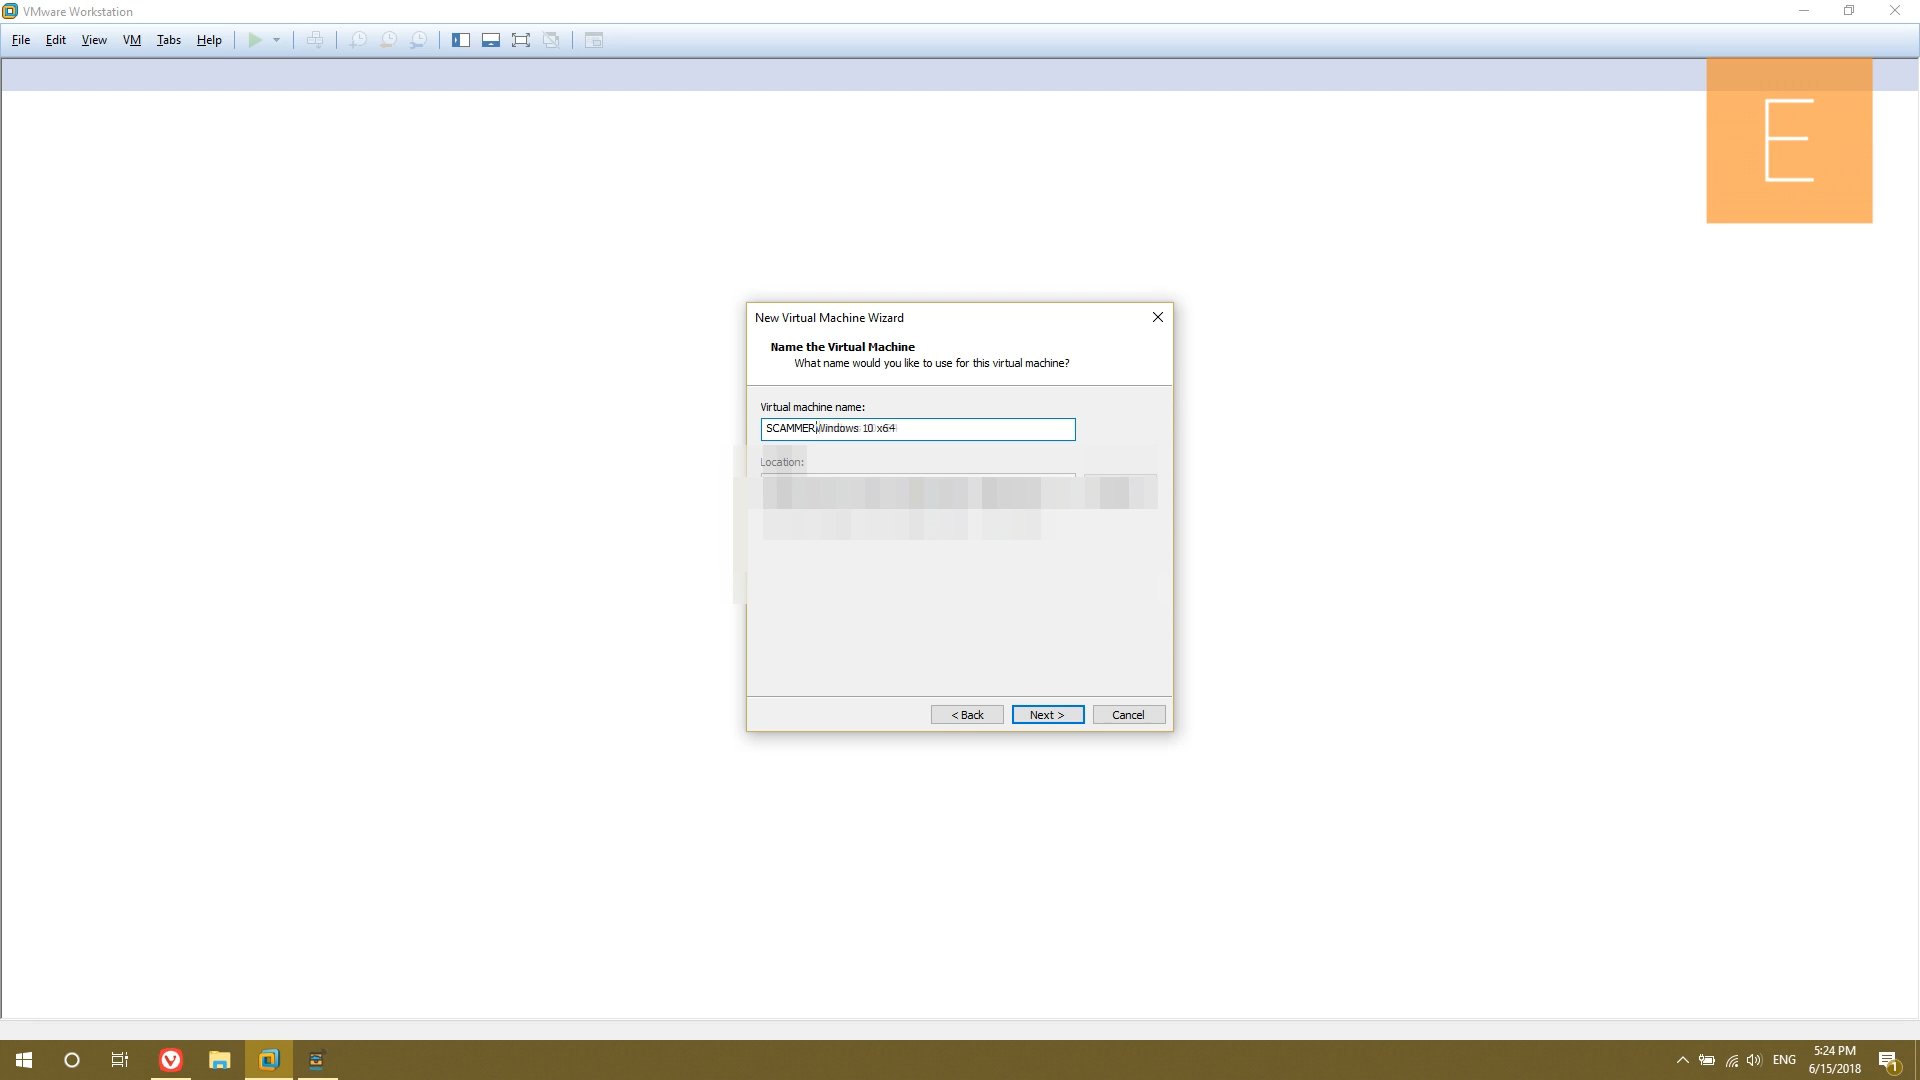 VMware Workstation
File Edit View VM Tabs Help
E
New Virtual Machine Wizard
Name the Virtual Machine
What name would you like to use for this virtual machine?
Virtual machine name:
SCAMMERWindows 10 x64
Location:
< Back Next > Cancel
ENG
5:24 PM
6/15/2018
1